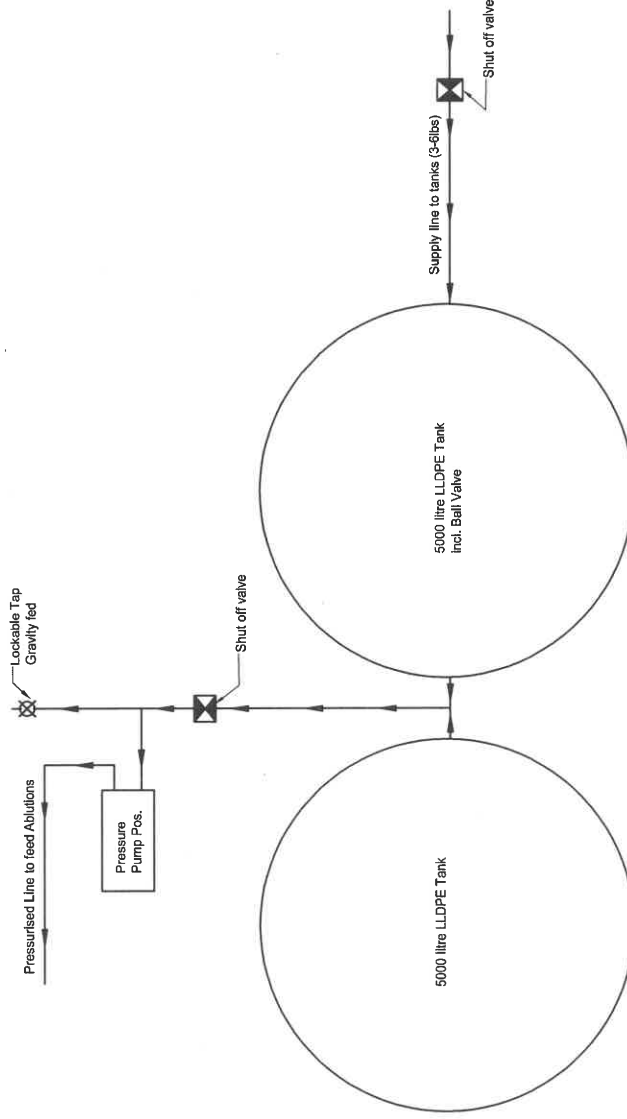 Lockable Tap
Gravity fed
Pressurised Line to feed Ablutions
Pressure
Pump Pos.
Shut off valve
5000 litre LLDPE Tank
5000 litre LLDPE Tank
incl. Ball Valve
Supply line to tanks (3-6lbs)
Shut off valve